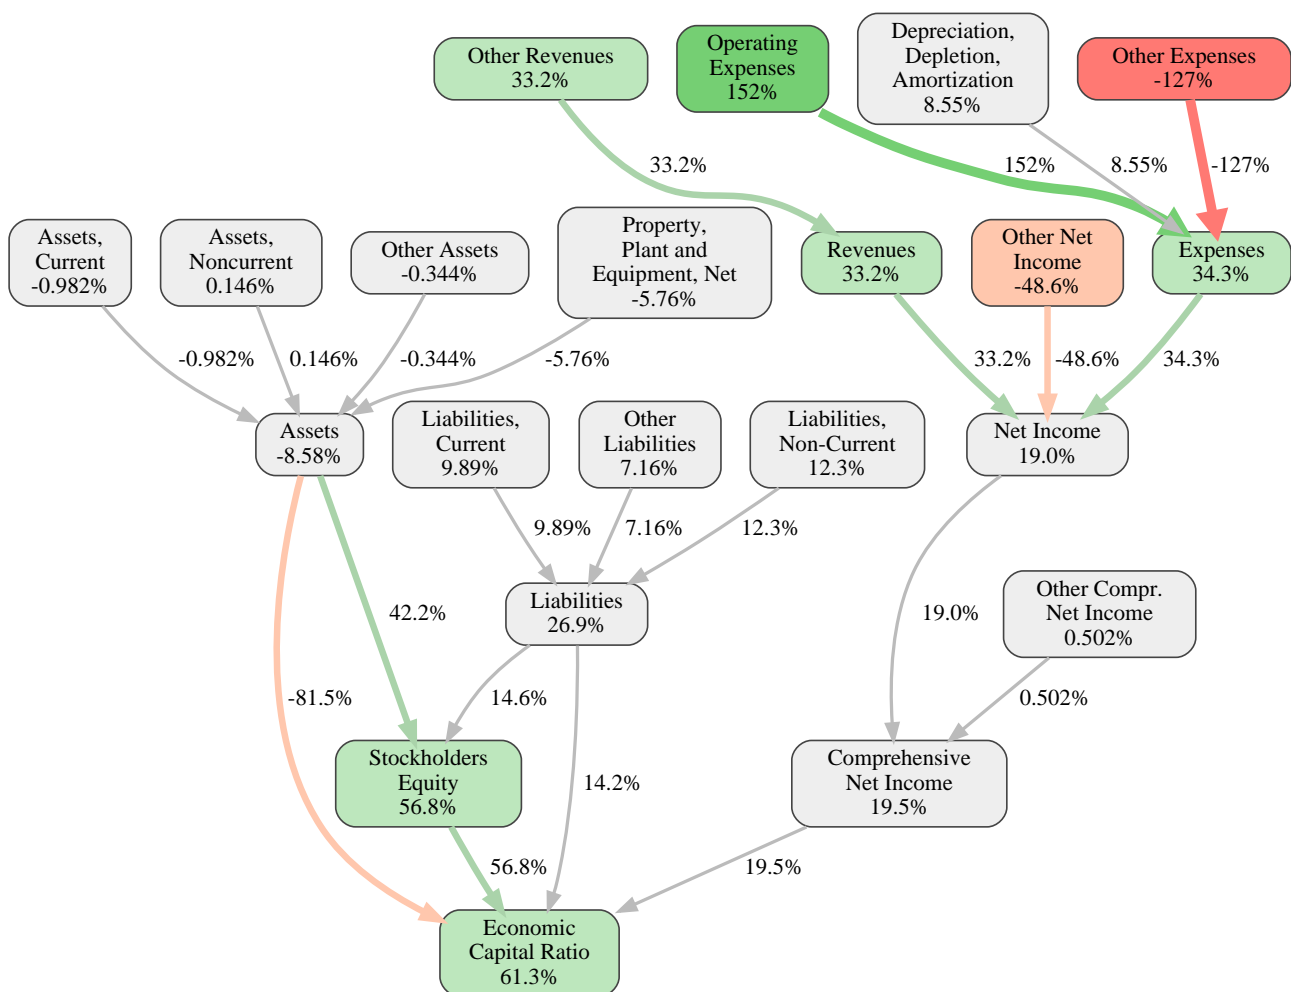 Other Revenues
33.2%
Operating
Expenses
152%
Depreciation,
Depletion,
Amortization
8.55%
Other Expenses
-127%
33.2%
152%
8.55%
-127%
Assets,
Current
-0.982%
Assets,
Noncurrent
0.146%
Other Assets
-0.344%
Property,
Plant and
Equipment, Net
-5.76%
Revenues
33.2%
Other Net
Income
-48.6%
Expenses
34.3%
-0.982%
0.146%
-0.344%
-5.76%
33.2%
-48.6%
34.3%
Assets
-8.58%
Liabilities,
Current
9.89%
Other
Liabilities
7.16%
Liabilities,
Non-Current
12.3%
Net Income
19.0%
9.89%
7.16%
12.3%
Liabilities
26.9%
Other Compr.
Net Income
0.502%
42.2%
19.0%
-81.5%
14.6%
0.502%
Stockholders
Equity
56.8%
14.2%
Comprehensive
Net Income
19.5%
56.8%
19.5%
Economic
Capital Ratio
61.3%